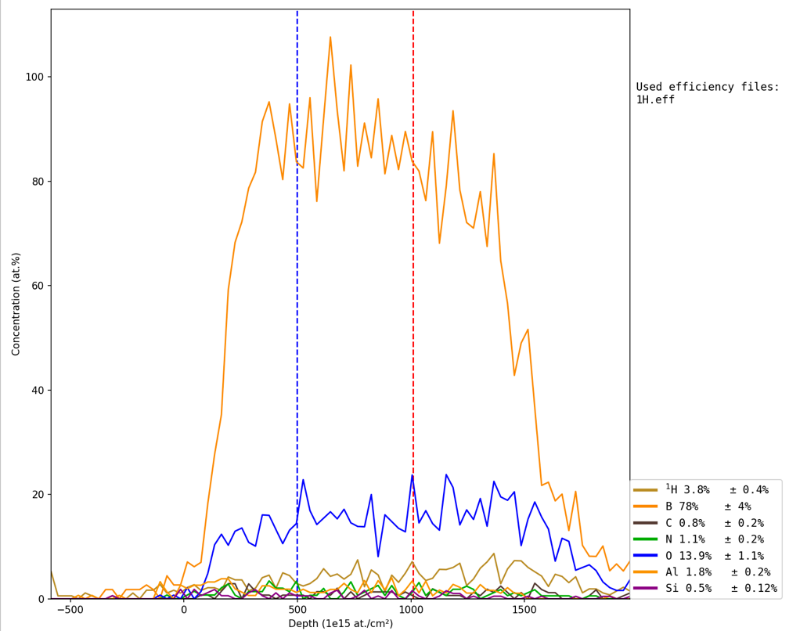 100
80
60
40
20
0
Concentration (at.%)
−500
0
500
1000
1500
Depth (1e15 at./cm²)
Used efficiency files:
1H.eff
¹H 3.8% ± 0.4%
B 78% ± 4%
C 0.8% ± 0.2%
N 1.1% ± 0.2%
O 13.9% ± 1.1%
Al 1.8% ± 0.2%
Si 0.5% ± 0.12%